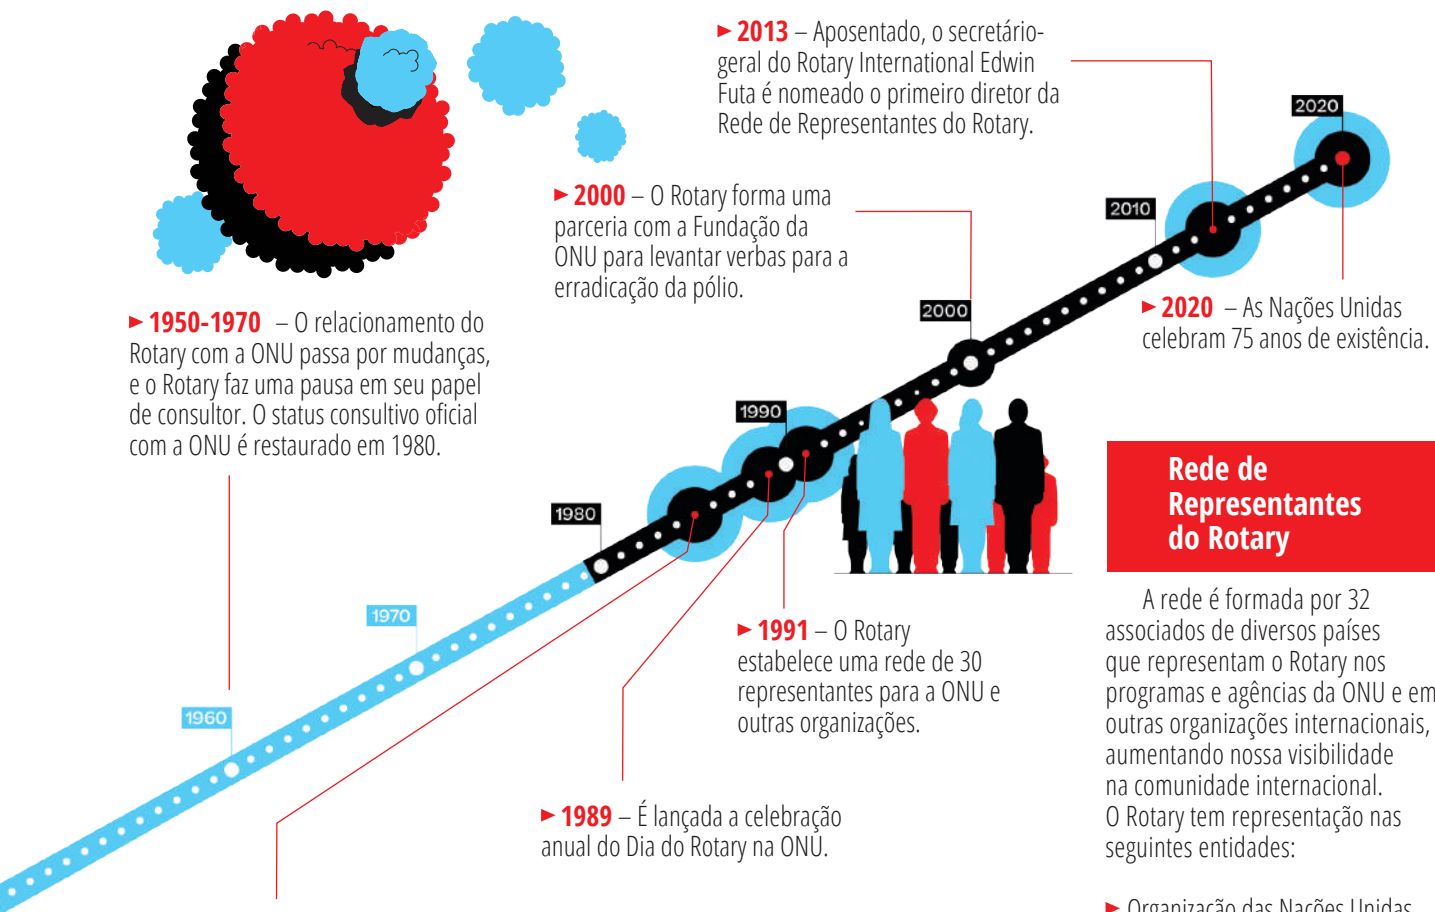 ► 2013 – Aposentado, o secretário-
geral do Rotary International Edwin
Futa é nomeado o primeiro diretor da
Rede de Representantes do Rotary.
► 2000 – O Rotary forma uma
parceria com a Fundação da
ONU para levantar verbas para a
erradicação da pólio.
► 1950-1970 – O relacionamento do
Rotary com a ONU passa por mudanças,
e o Rotary faz uma pausa em seu papel
de consultor. O status consultivo oficial
com a ONU é restaurado em 1980.
2020
2010
2000
1990
1980
1970
1960
► 2020 – As Nações Unidas
celebram 75 anos de existência.
► 1991 – O Rotary
estabelece uma rede de 30
representantes para a ONU e
outras organizações.
► 1989 – É lançada a celebração
anual do Dia do Rotary na ONU.
Rede de
Representantes
do Rotary
A rede é formada por 32
associados de diversos países
que representam o Rotary nos
programas e agências da ONU e em
outras organizações internacionais,
aumentando nossa visibilidade
na comunidade internacional.
O Rotary tem representação nas
seguintes entidades:
► Organização das Nações Unidas